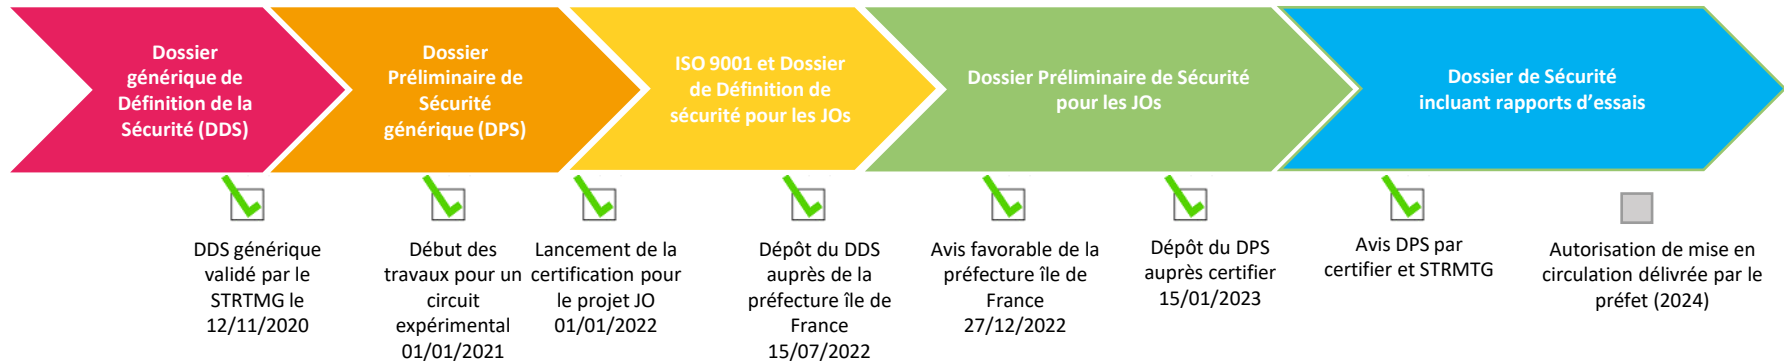 Dossier
générique de
Définition de la
Sécurité (DDS)
Dossier
Préliminaire de
Sécurité
générique (DPS)
ISO 9001 et Dossier
de Définition de
sécurité pour les JOs
Dossier Préliminaire de Sécurité
pour les JOs
Dossier de Sécurité
incluant rapports d'essais
DDS générique
validé par le
STRTMG le
12/11/2020
Début des
travaux pour un
circuit
expérimental
01/01/2021
Lancement de la
certification pour
le projet JO
01/01/2022
Dépôt du DDS
auprès de la
préfecture île de
France
15/07/2022
Avis favorable de la
préfecture île de
France
27/12/2022
Dépôt du DPS
auprès certifier
15/01/2023
Avis DPS par
certifier et STRMTG
Autorisation de mise en
circulation délivrée par le
préfet (2024)